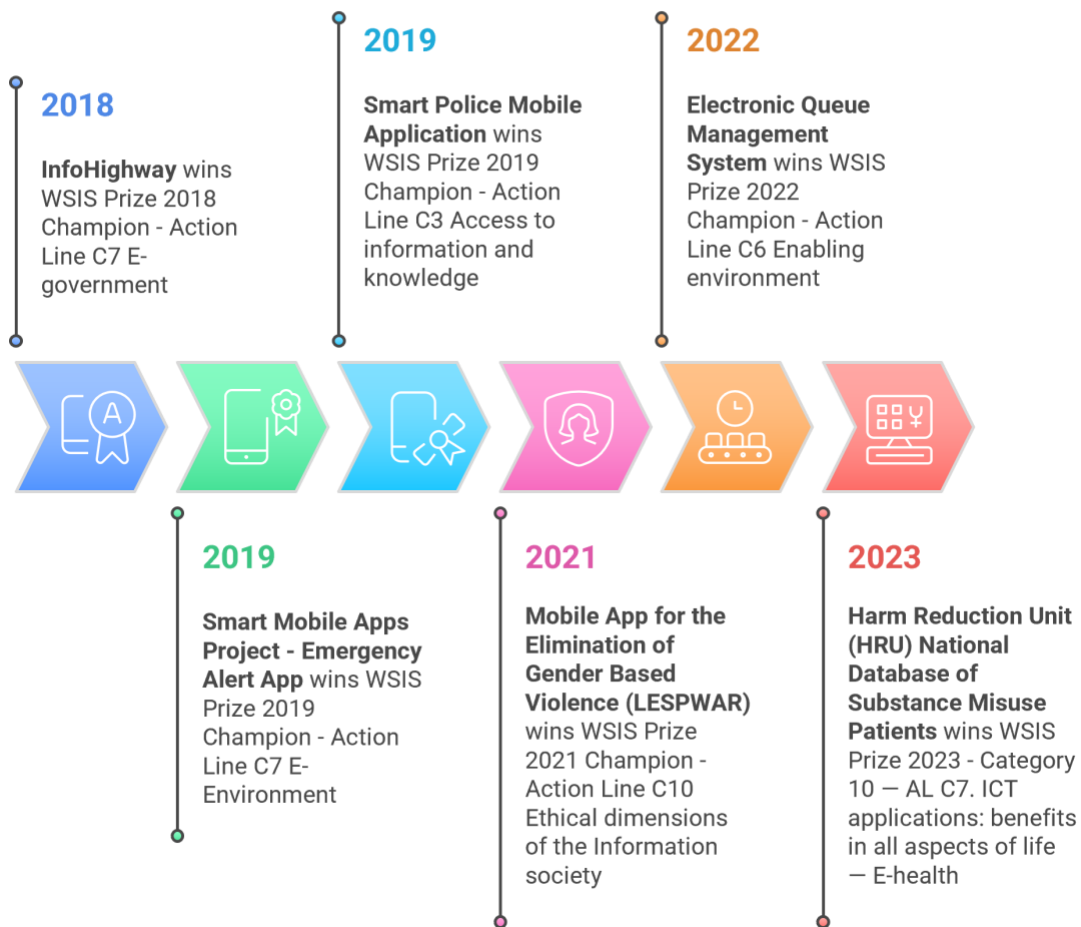 2018
InfoHighway wins
WSIS Prize 2018
Champion - Action
Line C7 E-
government
2019
Smart Mobile Apps
Project - Emergency
Alert App wins WSIS
Prize 2019
Champion - Action
Line C7 E-
Environment
2019
Smart Police Mobile
Application wins
WSIS Prize 2019
Champion - Action
Line C3 Access to
information and
knowledge
2021
Mobile App for the
Elimination of
Gender Based
Violence (LESPWAR)
wins WSIS Prize
2021 Champion -
Action Line C10
Ethical dimensions
of the Information
society
2022
Electronic Queue
Management
System wins WSIS
Prize 2022
Champion - Action
Line C6 Enabling
environment
2023
Harm Reduction Unit
(HRU) National
Database of
Substance Misuse
Patients wins WSIS
Prize 2023 - Category
10 — AL C7. ICT
applications: benefits
in all aspects of life
— E-health
A
¥